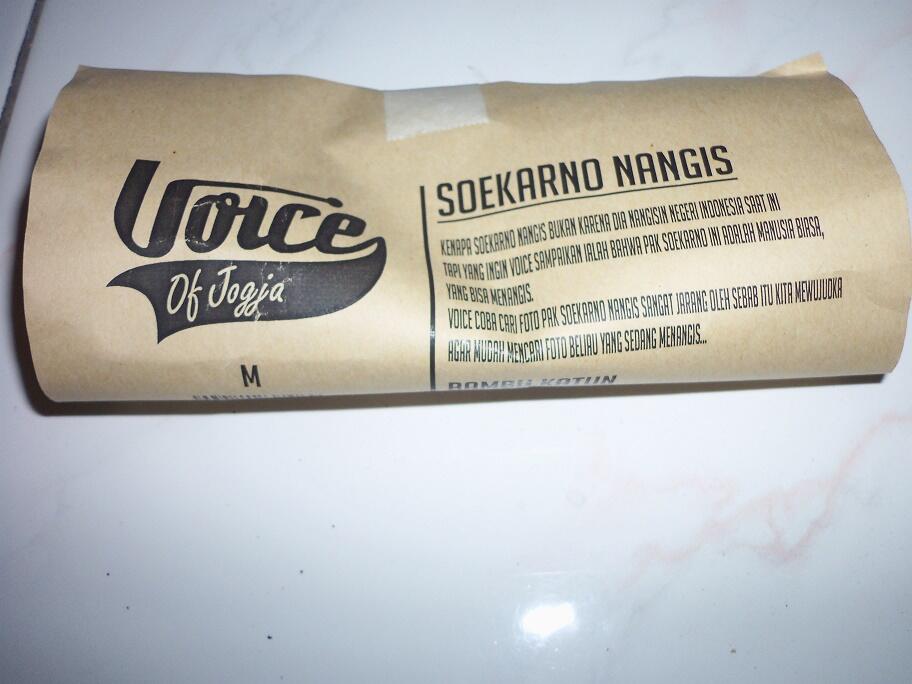 Voice
Of Jogja
M
SOEKARNO NANGIS
KENAPA SOEKARNO NANGIS BUKAN KARENA DIA NANGISIN NEGERI INDONESIA SAAT INI
TAPI YANG INGIN VOICE SAMPAIKAN IALAH BAHWA PAK SOEKARNO INI ADALAH MANUSIA BIASA,
YANG BISA MENANGIS.
VOICE COBA CARI FOTO PAK SOEKARNO NANGIS SANGAT JARANG OLEH SEBAB ITU KITA MEWUJUDKA
AGAR MUDAH MENCARI FOTO BELIAU YANG SEDANG MENANGIS...